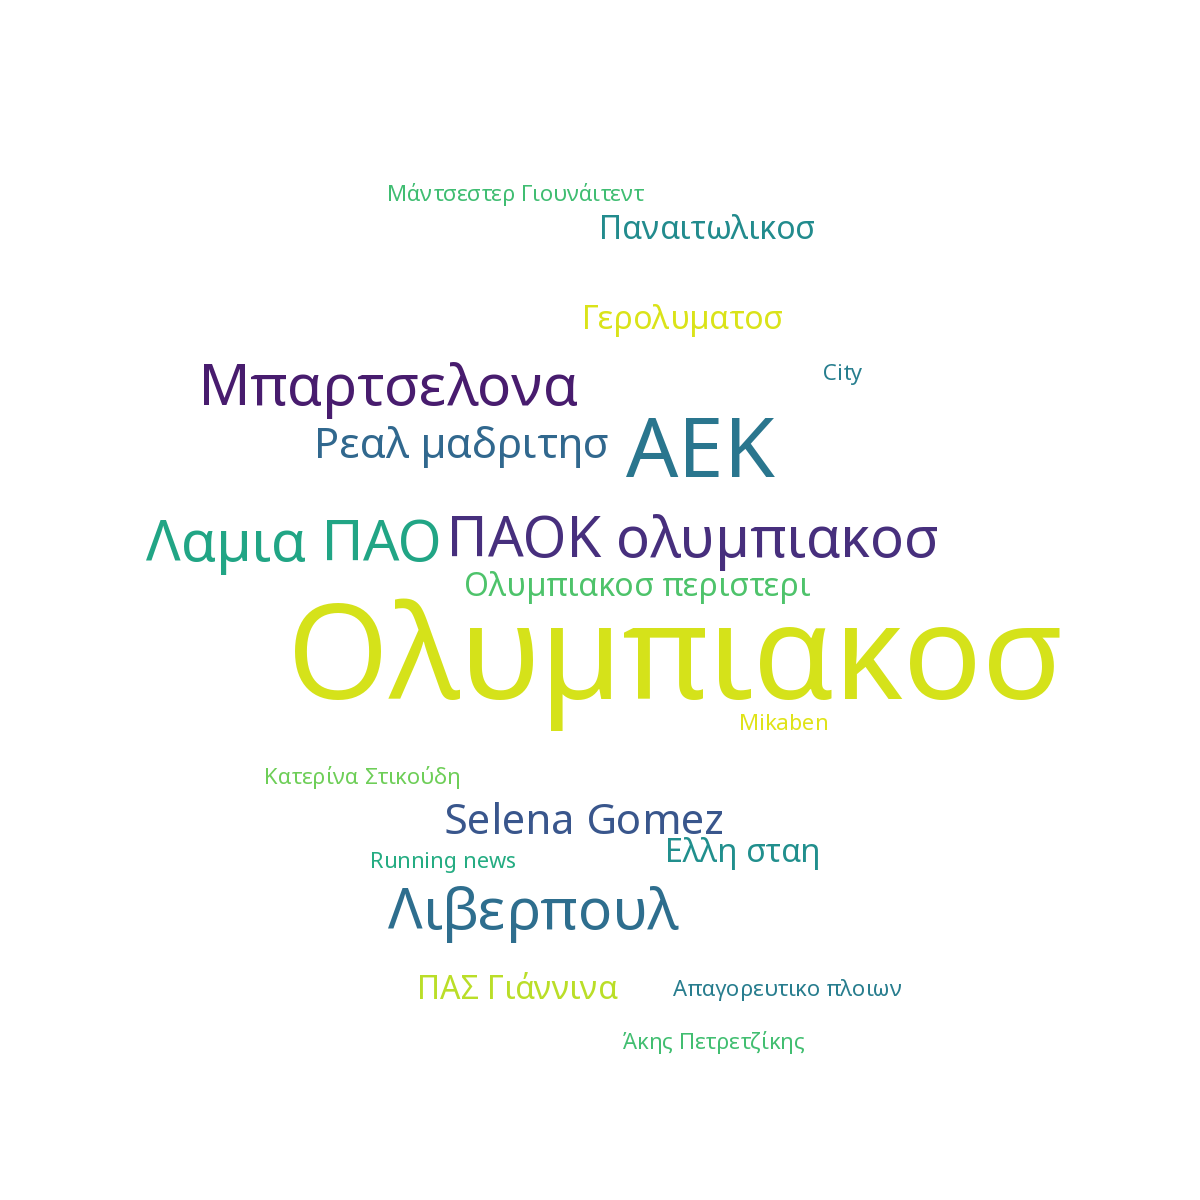 Μάντσεστερ Γιουνάιτεντ
Παναιτωλικοσ
Γερολυματοσ
Μπαρτσελονα
City
Ρεαλ μαδριτησ
ΑΕΚ
Λαμια ΠΑΟ
ΠΑΟΚ ολυμπιακοσ
Ολυμπιακοσ περιστερι
Ολυμπιακοσ
Mikaben
Κατερίνα Στικούδη
Selena Gomez
Ελλη σταη
Running news
Λιβερπουλ
ΠΑΣ Γιάννινα
Απαγορευτικο πλοιων
Άκης Πετρετζίκης